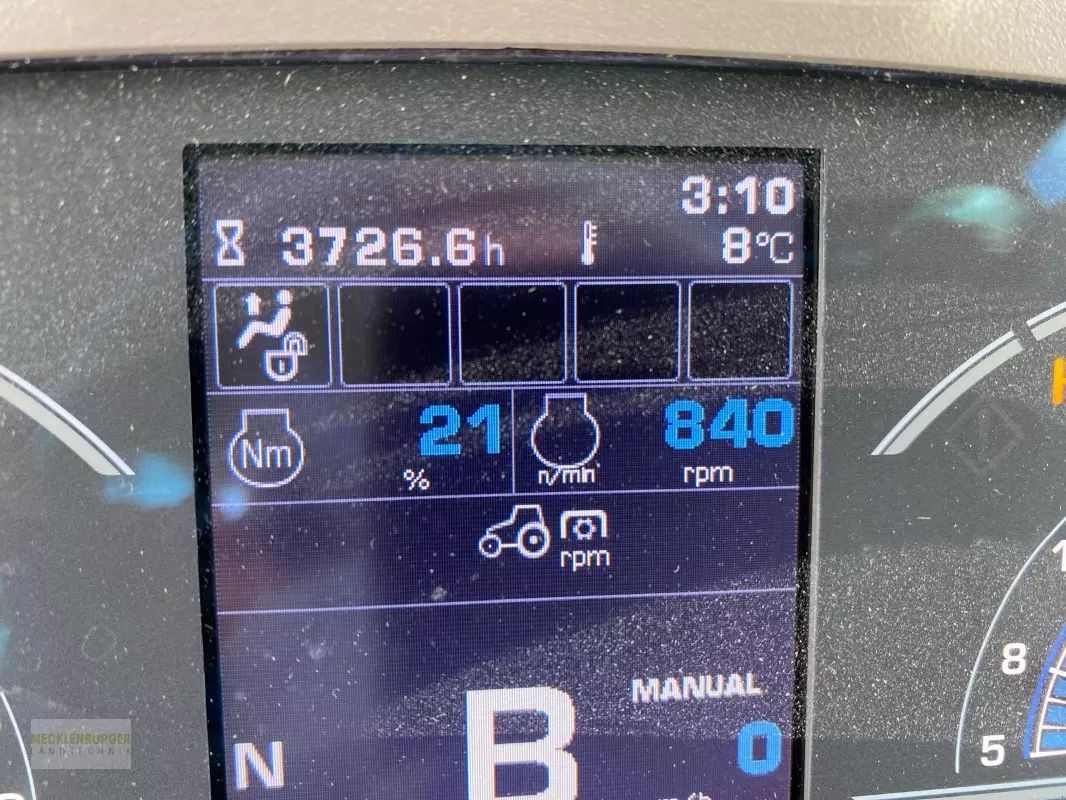 3:10
3726.6h 8°C
Nm 21 % n/min 840 rpm
rpm
MANUAL
N B 0
8
5
MECKLENBURGER
LANDTECHNIK